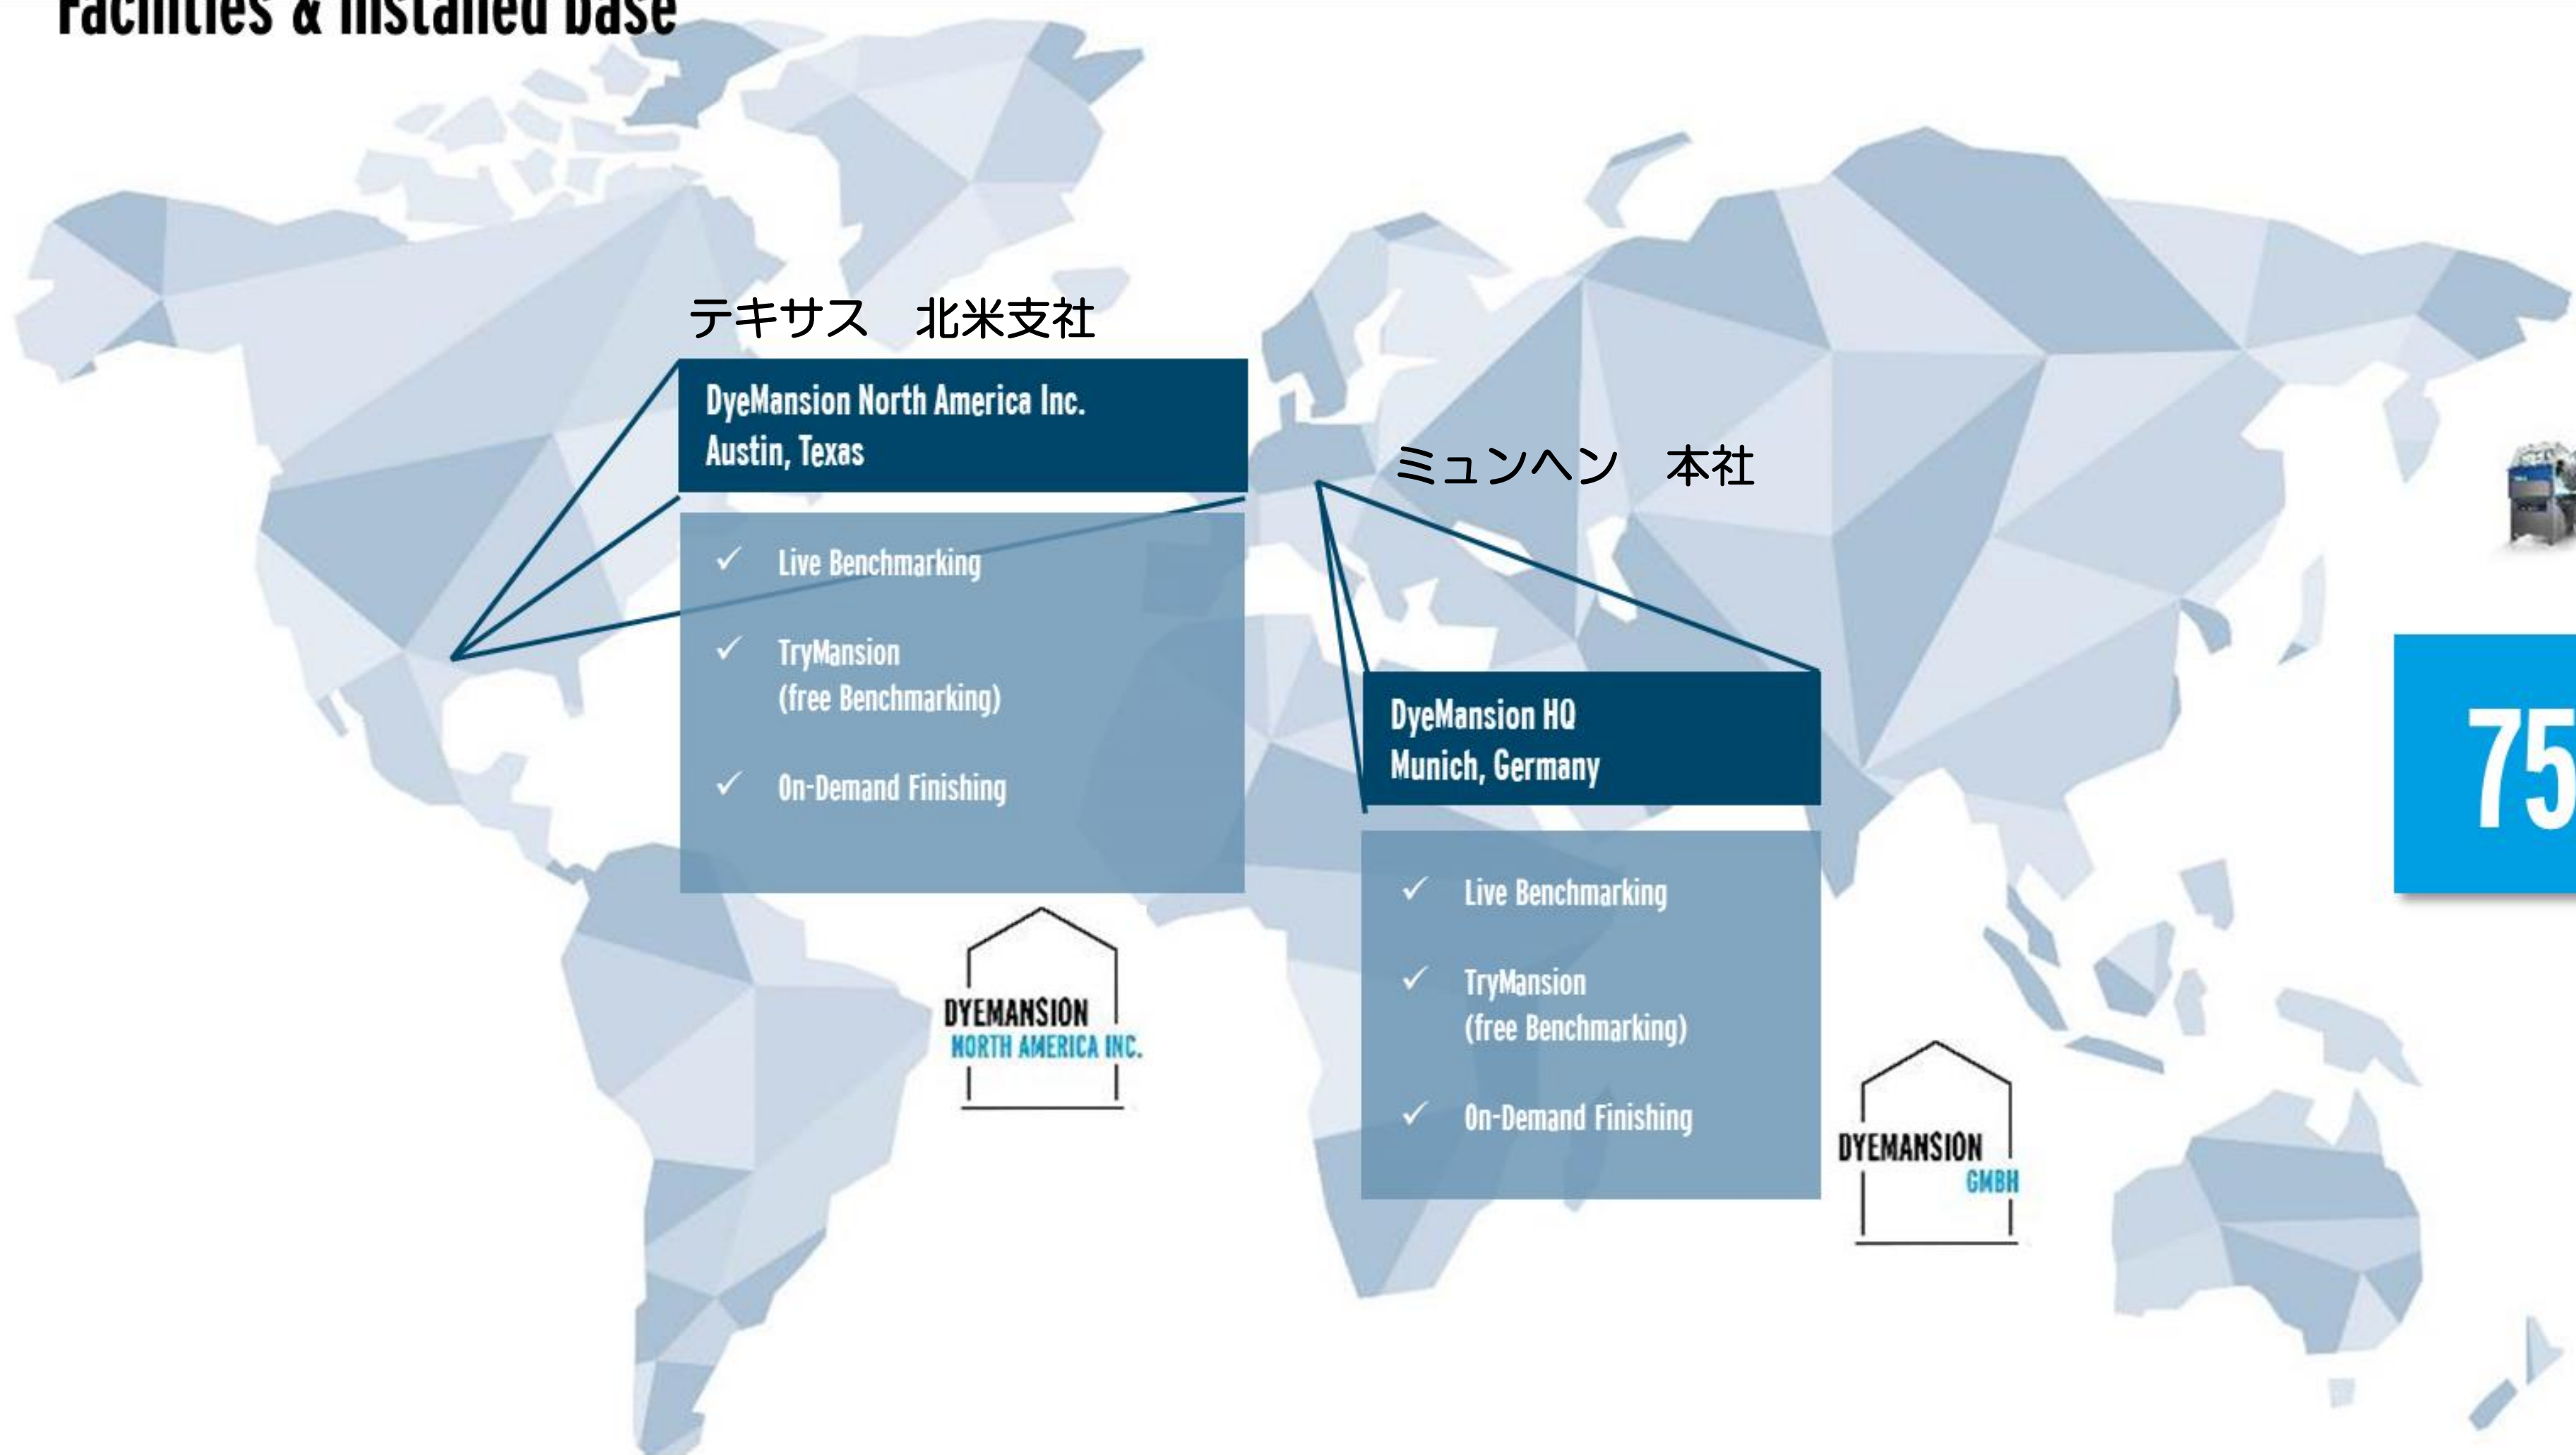 Facilities & installed base
テキサス　北米支社
DyeMansion North America Inc.
Austin, Texas
✓ Live Benchmarking
✓ TryMansion
(free Benchmarking)
✓ On-Demand Finishing
DYEMANSION
NORTH AMERICA INC.
ミュンヘン　本社
DyeMansion HQ
Munich, Germany
✓ Live Benchmarking
✓ TryMansion
(free Benchmarking)
✓ On-Demand Finishing
DYEMANSION
GMBH
75